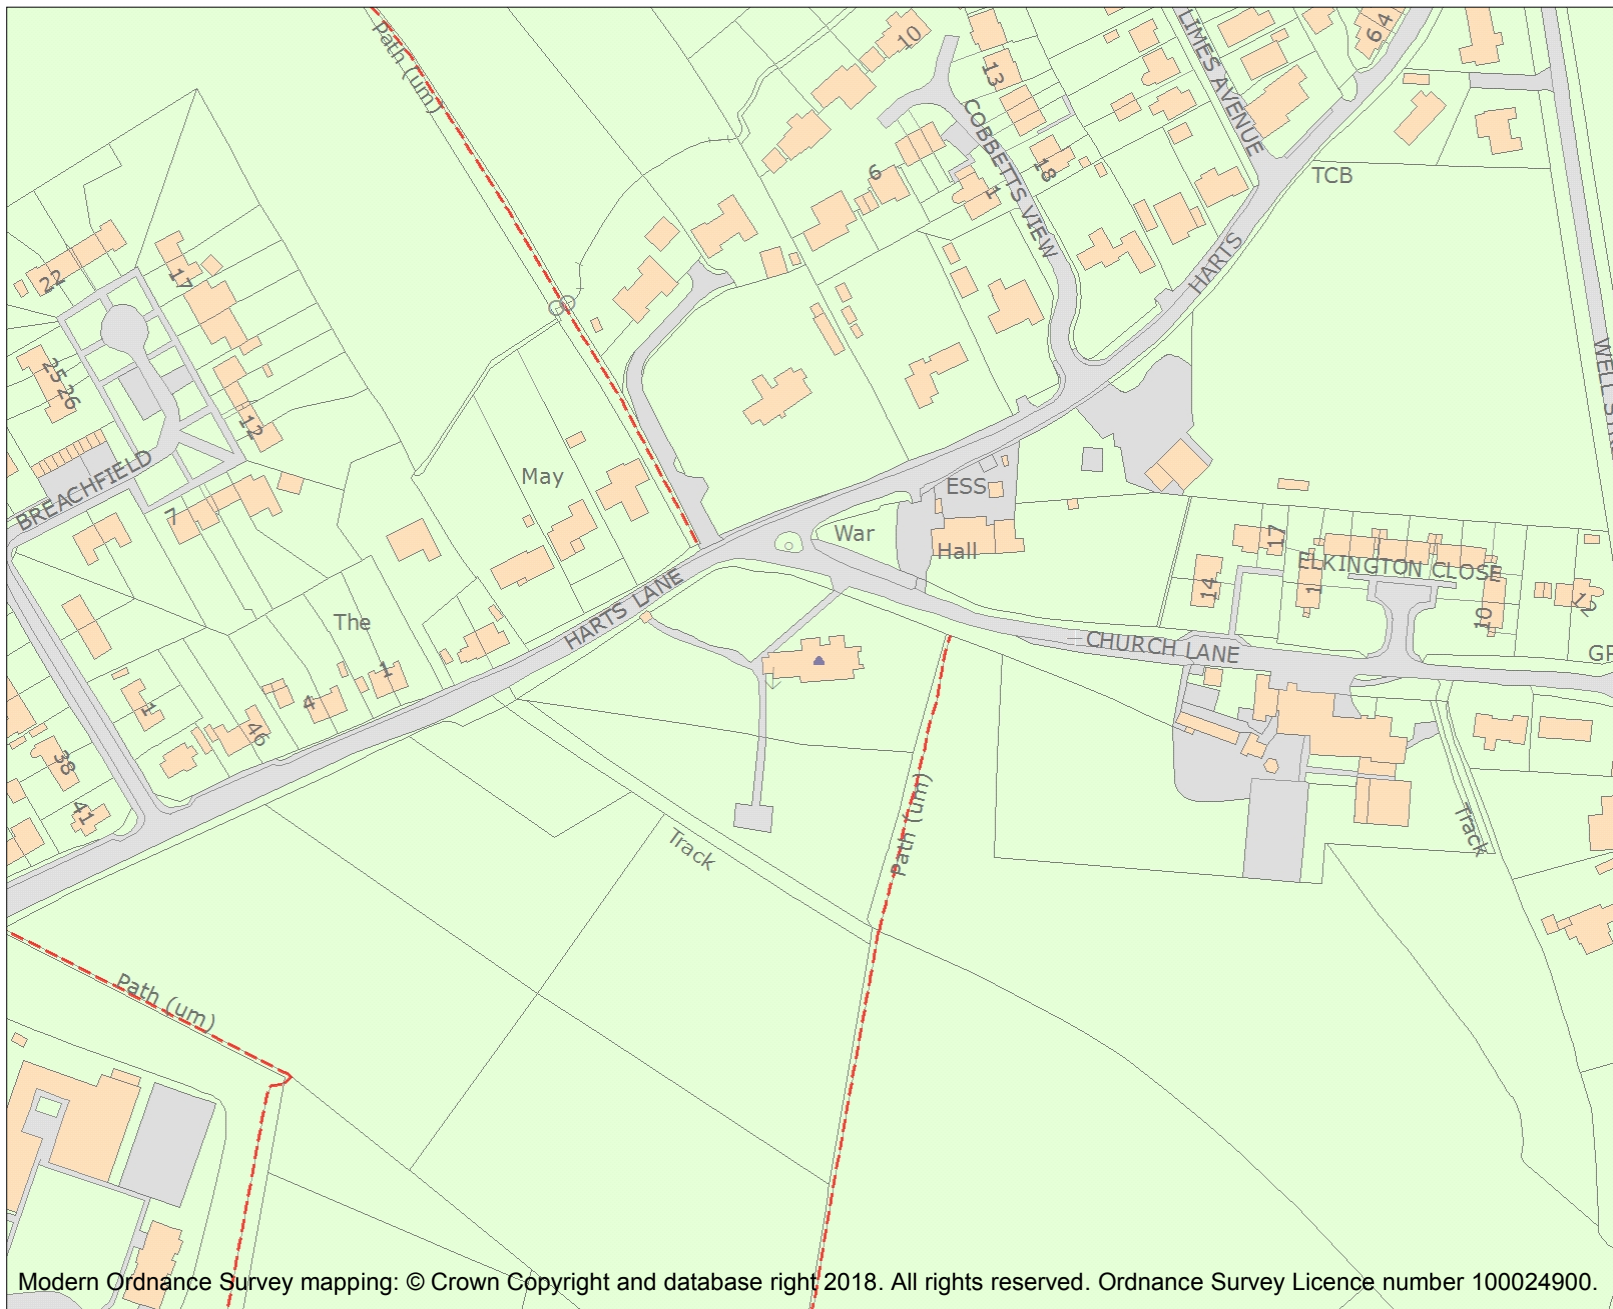 Path (um)
10
13
LIMES AVENUE
6 4
COBBETTS VIEW
6
18
1
TCB
HARTS
22
17
25
26
12
WELL
BREACHFIELD
7
May
ESS
War
Hall
17
ELKINGTON CLOSE
14
1
10
12
HARTS LANE
The
CHURCH LANE
1
4
1
46
38
41
Track
Path (um)
Track
Path (um)
Modern Ordnance Survey mapping: © Crown Copyright and database right 2018. All rights reserved. Ordnance Survey Licence number 100024900.